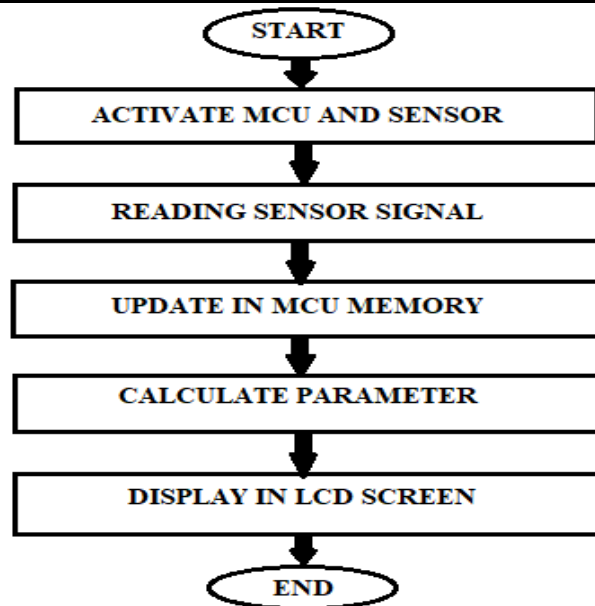 START
ACTIVATE MCU AND SENSOR
READING SENSOR SIGNAL
UPDATE IN MCU MEMORY
CALCULATE PARAMETER
DISPLAY IN LCD SCREEN
END